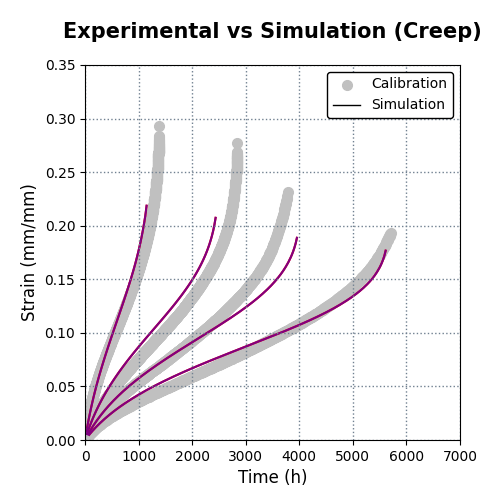 Experimental vs Simulation (Creep)
0.35
0.30
0.25
0.20
0.15
0.10
0.05
0.00
Strain (mm/mm)
Calibration
Simulation
0 1000 2000 3000 4000 5000 6000 7000
Time (h)